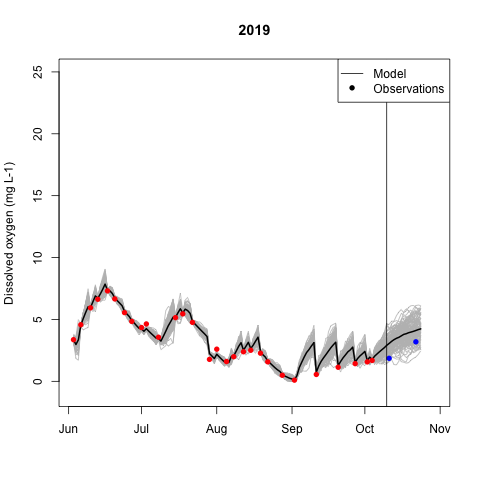 2019
Model
Observations
Dissolved oxygen (mg L-1)
25
20
15
10
5
0
Jun Jul Aug Sep Oct Nov